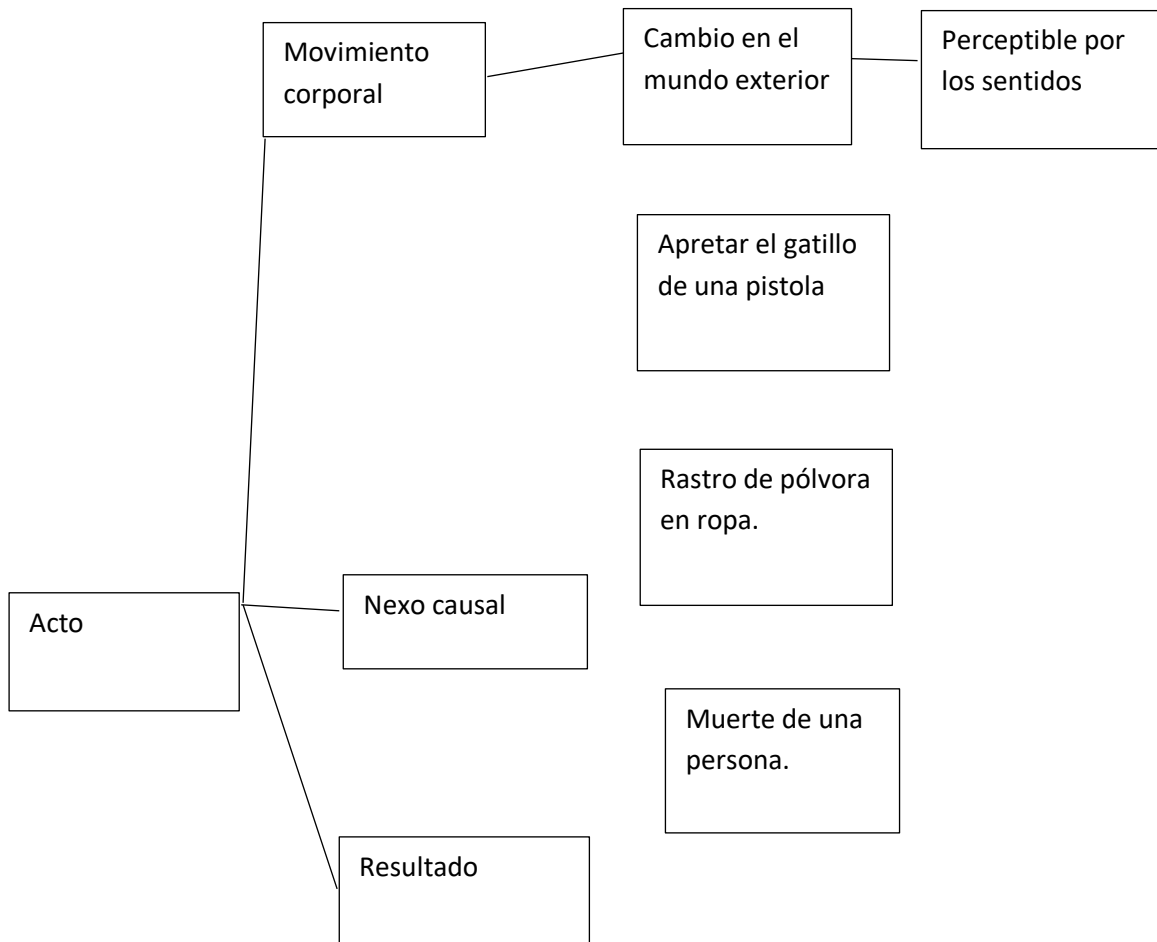 Movimiento
corporal
Cambio en el
mundo exterior
Perceptible por
los sentidos
Apretar el gatillo
de una pistola
Rastro de pólvora
en ropa.
Nexo causal
Acto
Muerte de una
persona.
Resultado